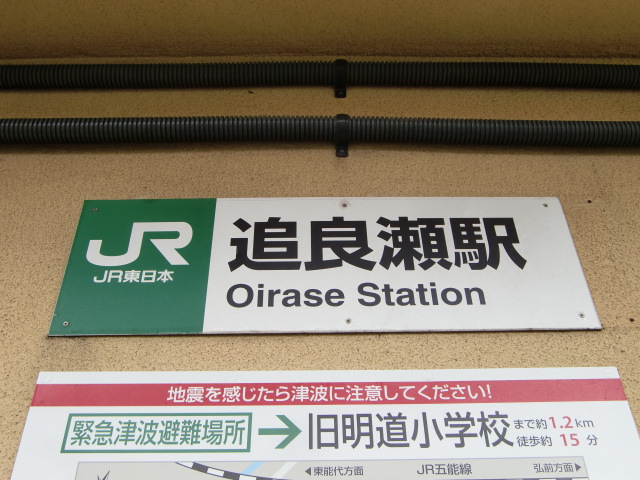 JR
JR東日本
追良瀬駅
Oirase Station
地震を感じたら津波に注意してください!
緊急津波避難場所 → 旧明道小学校 まで約1.2km
徒歩約 15 分
◀東能代方面 JR五能線 弘前方面▶